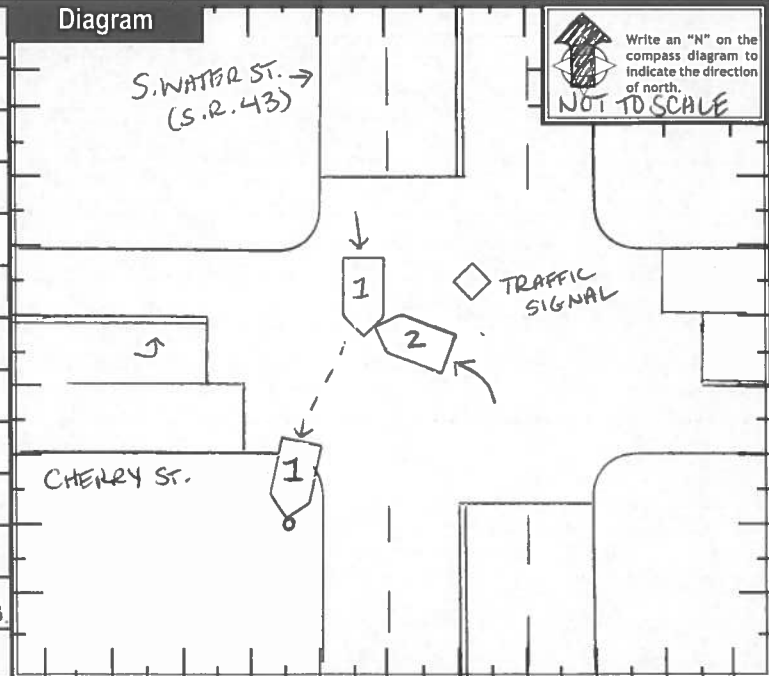 Diagram
Write an "N" on the
compass diagram to
indicate the direction
of north.
NOT TO SCALE
S. WATER ST. →
(S.R. 43)
1
TRAFFIC
SIGNAL
2
1
CHERRY ST.